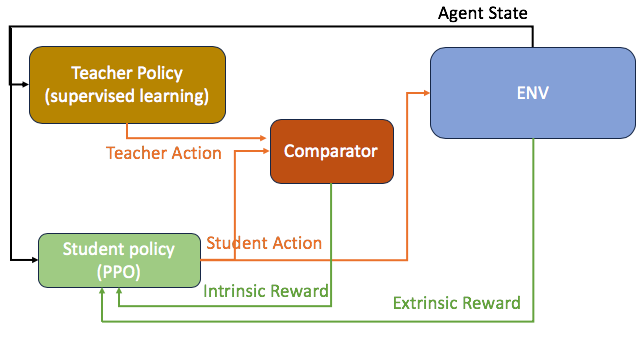 Agent State
Teacher Policy
(supervised learning)
ENV
Teacher Action
Comparator
Student policy
(PPO)
Student Action
Intrinsic Reward
Extrinsic Reward